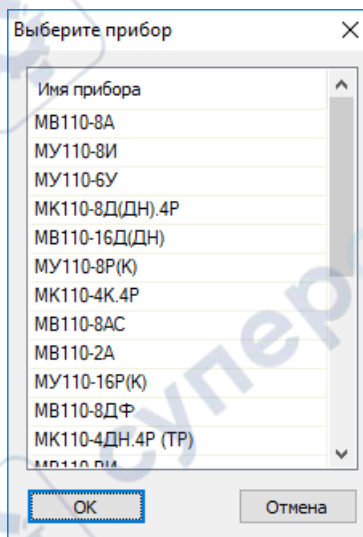 Выберите прибор
Имя прибора
МВ110-8А
МУ110-8И
МУ110-6У
МК110-8Д(ДН).4Р
МВ110-16Д(ДН)
МУ110-8Р(К)
МК110-4К.4Р
МВ110-8АС
МВ110-2А
МУ110-16Р(К)
МВ110-8ДФ
МК110-4ДН.4Р (ТР)
OK
Отмена